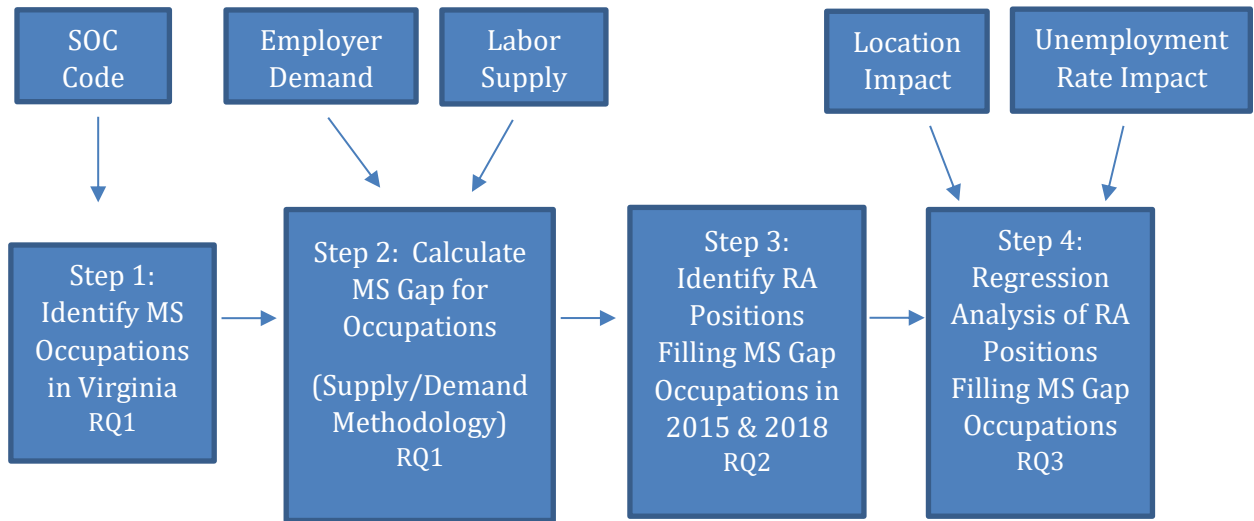 SOC
Code
Employer
Demand
Labor
Supply
Location
Impact
Unemployment
Rate Impact
Step 1:
Identify MS
Occupations
in Virginia
RQ1
Step 2:  Calculate
MS Gap for
Occupations
(Supply/Demand
Methodology)
RQ1
Step 3:
Identify RA
Positions
Filling MS Gap
Occupations in
2015 & 2018
RQ2
Step 4:
Regression
Analysis of RA
Positions
Filling MS Gap
Occupations
RQ3